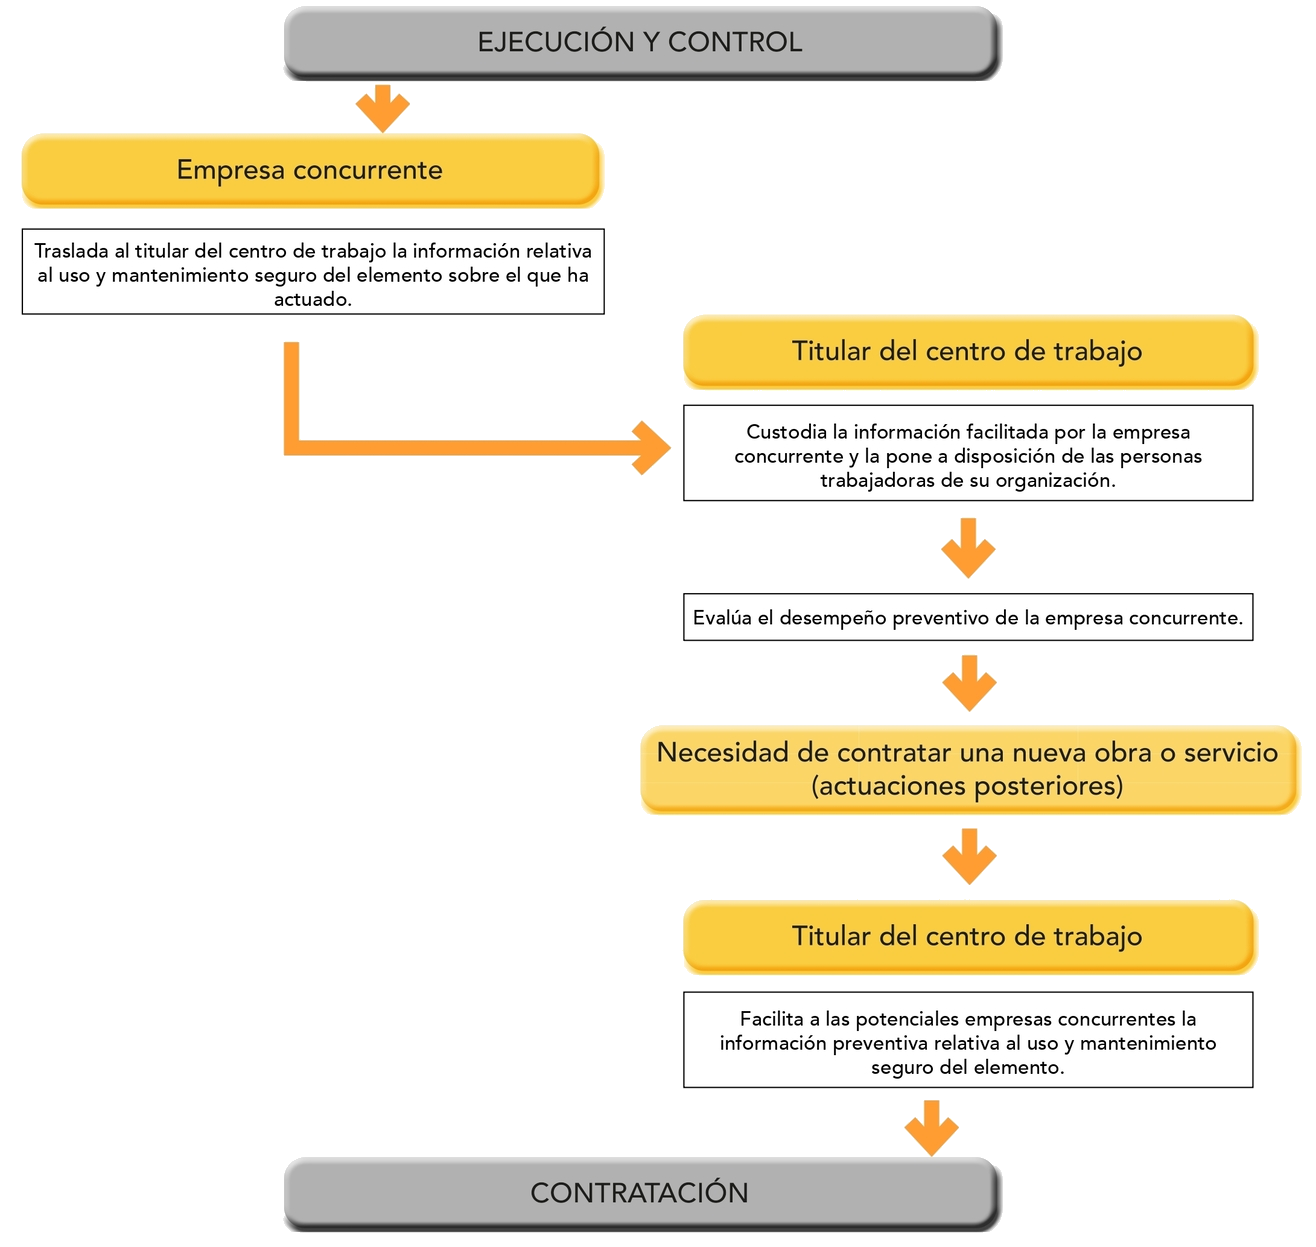 EJECUCIÓN Y CONTROL
Empresa concurrente
Traslada al titular del centro de trabajo la información relativa
al uso y mantenimiento seguro del elemento sobre el que ha
actuado.
Titular del centro de trabajo
Custodia la información facilitada por la empresa
concurrente y la pone a disposición de las personas
trabajadoras de su organización.
Evalúa el desempeño preventivo de la empresa concurrente.
Necesidad de contratar una nueva obra o servicio
(actuaciones posteriores)
Titular del centro de trabajo
Facilita a las potenciales empresas concurrentes la
información preventiva relativa al uso y mantenimiento
seguro del elemento.
CONTRATACIÓN